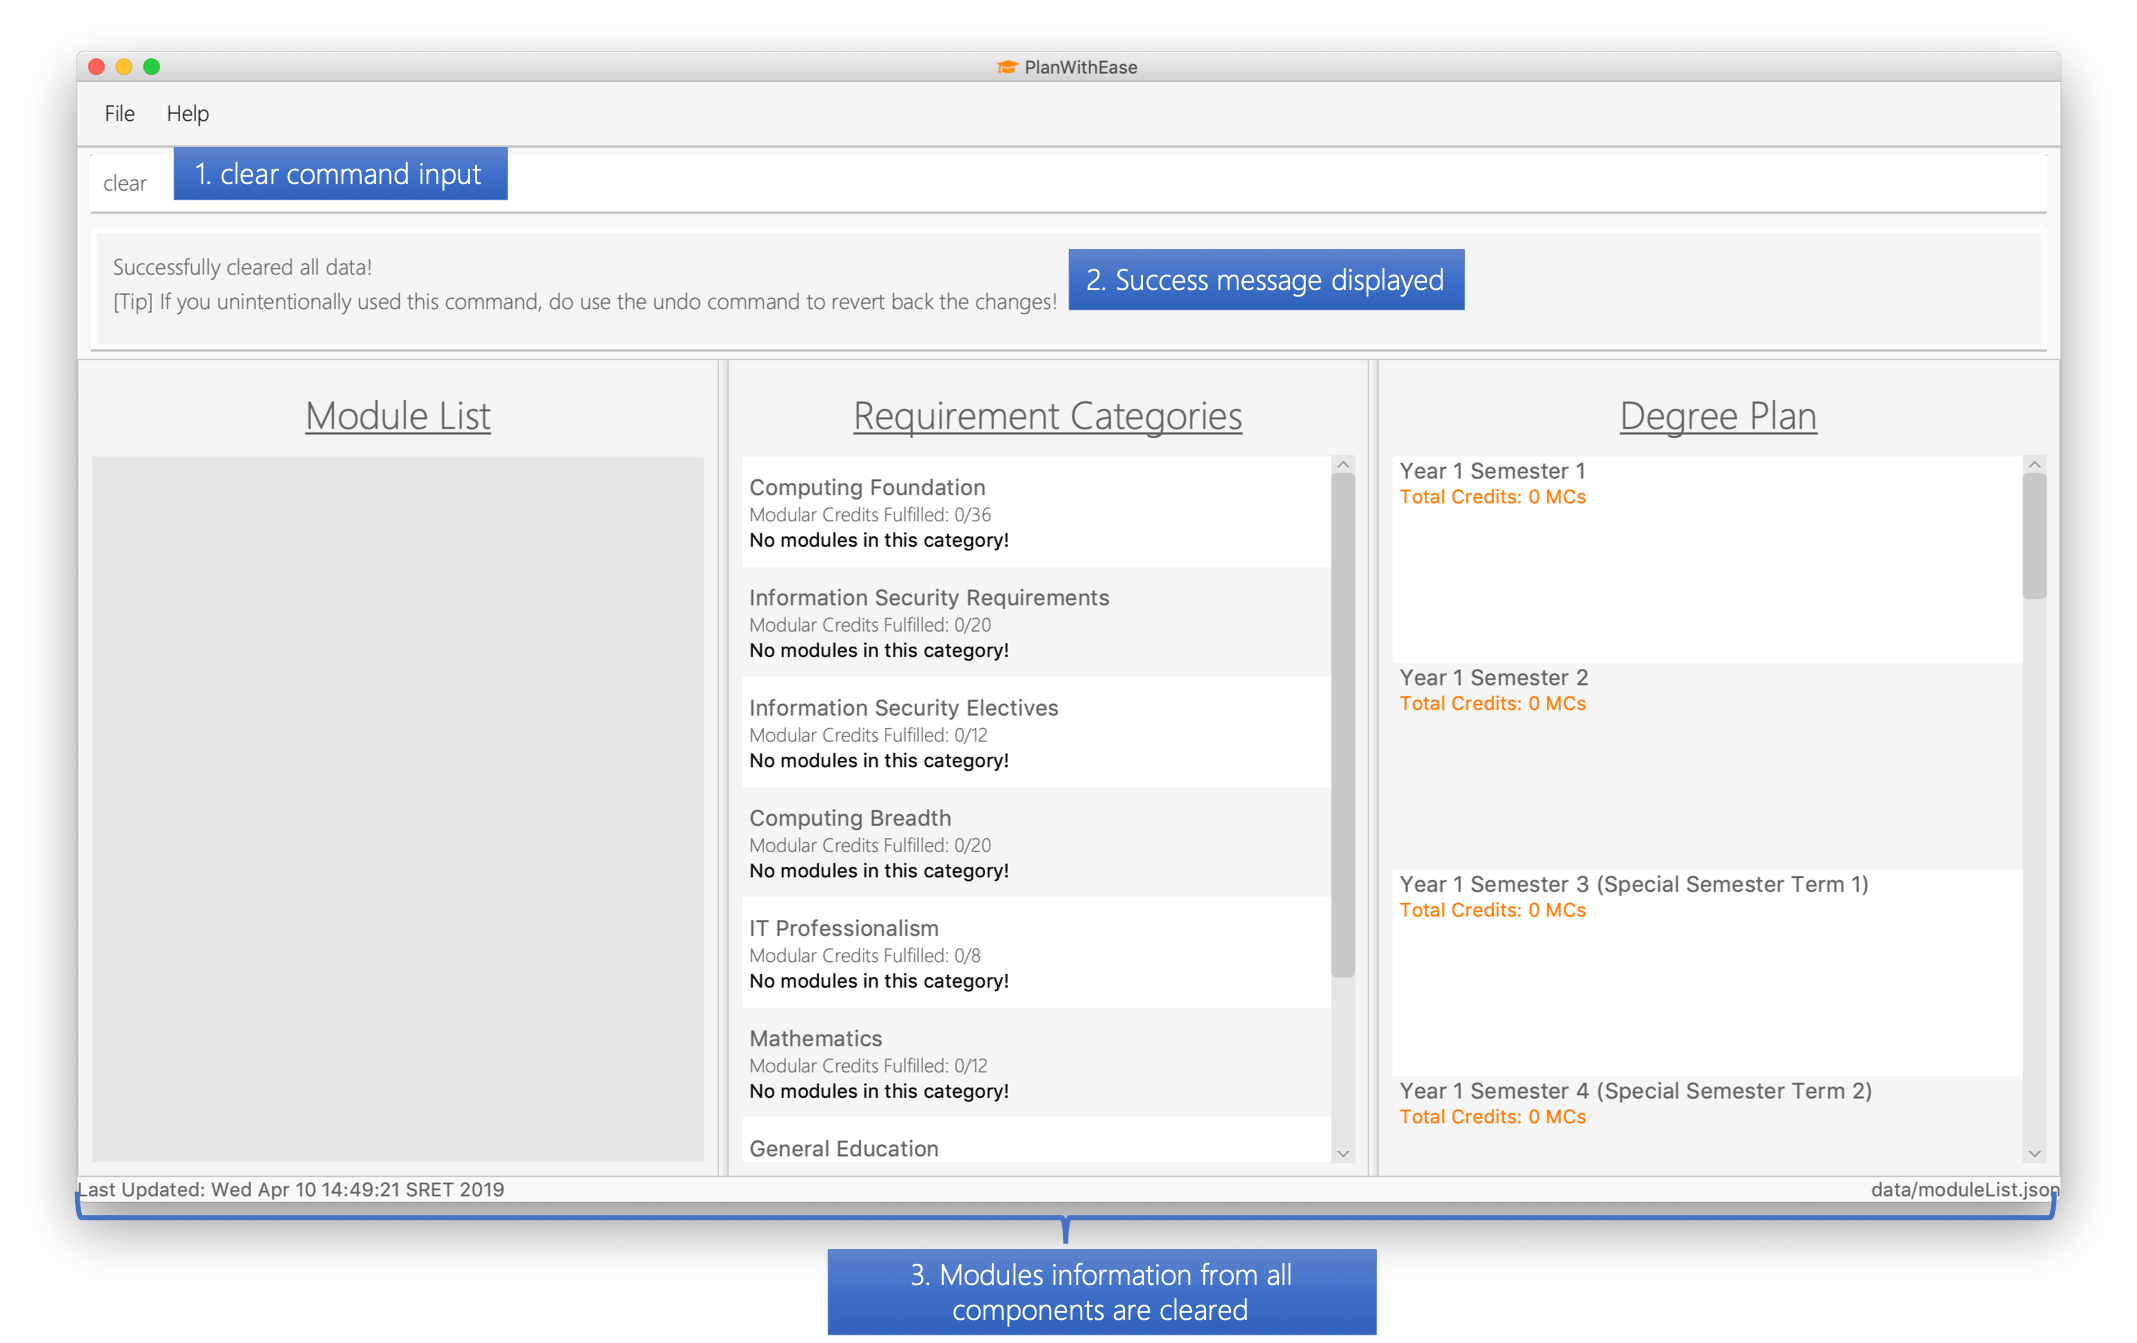 PlanWithEase
File Help
clear
1. clear command input
Successfully cleared all data!
[Tip] If you unintentionally used this command, do use the undo command to revert back the changes!
2. Success message displayed
Module List
Requirement Categories
Computing Foundation
Modular Credits Fulfilled: 0/36
No modules in this category!
Information Security Requirements
Modular Credits Fulfilled: 0/20
No modules in this category!
Information Security Electives
Modular Credits Fulfilled: 0/12
No modules in this category!
Computing Breadth
Modular Credits Fulfilled: 0/20
No modules in this category!
IT Professionalism
Modular Credits Fulfilled: 0/8
No modules in this category!
Mathematics
Modular Credits Fulfilled: 0/12
No modules in this category!
General Education
Degree Plan
Year 1 Semester 1
Total Credits: 0 MCs
Year 1 Semester 2
Total Credits: 0 MCs
Year 1 Semester 3 (Special Semester Term 1)
Total Credits: 0 MCs
Year 1 Semester 4 (Special Semester Term 2)
Total Credits: 0 MCs
Last Updated: Wed Apr 10 14:49:21 SRET 2019
data/moduleList.json
3. Modules information from all
components are cleared